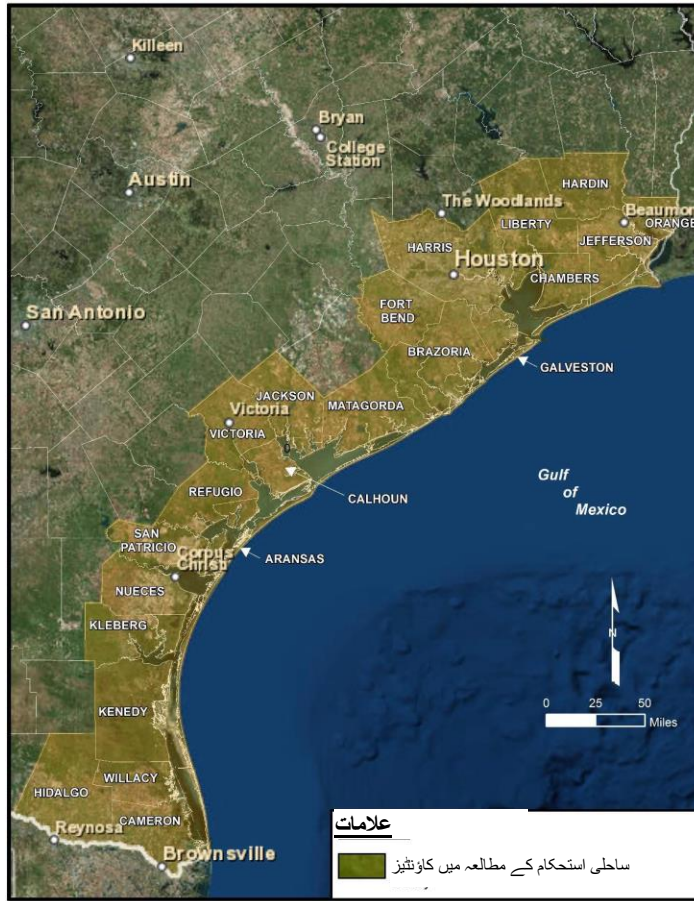 Killeen
Bryan
College
Station
Austin
The Woodlands
HARDIN
LIBERTY
Beaumon
ORANGE
JEFFERSON
HARRIS
Houston
CHAMBERS
San Antonio
FORT
BEND
BRAZORIA
GALVESTON
JACKSON
MATAGORDA
Victoria
VICTORIA
REFUGIO
CALHOUN
Gulf
of
Mexico
SAN
PATRICIO
Corpus
Christi
ARANSAS
NUECES
KLEBERG
N
KENEDY
0 25 50
Miles
WILLACY
HIDALGO
CAMERON
Reynosa
Brownsville
علامات
ساحلی استحکام کے مطالعہ میں کاؤنٹیز